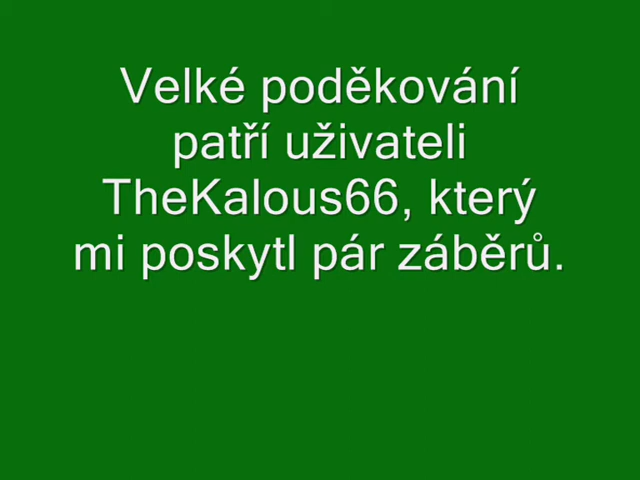 Velké poděkování
patří uživateli
TheKalous66, který
mi poskytl pár záběrů.